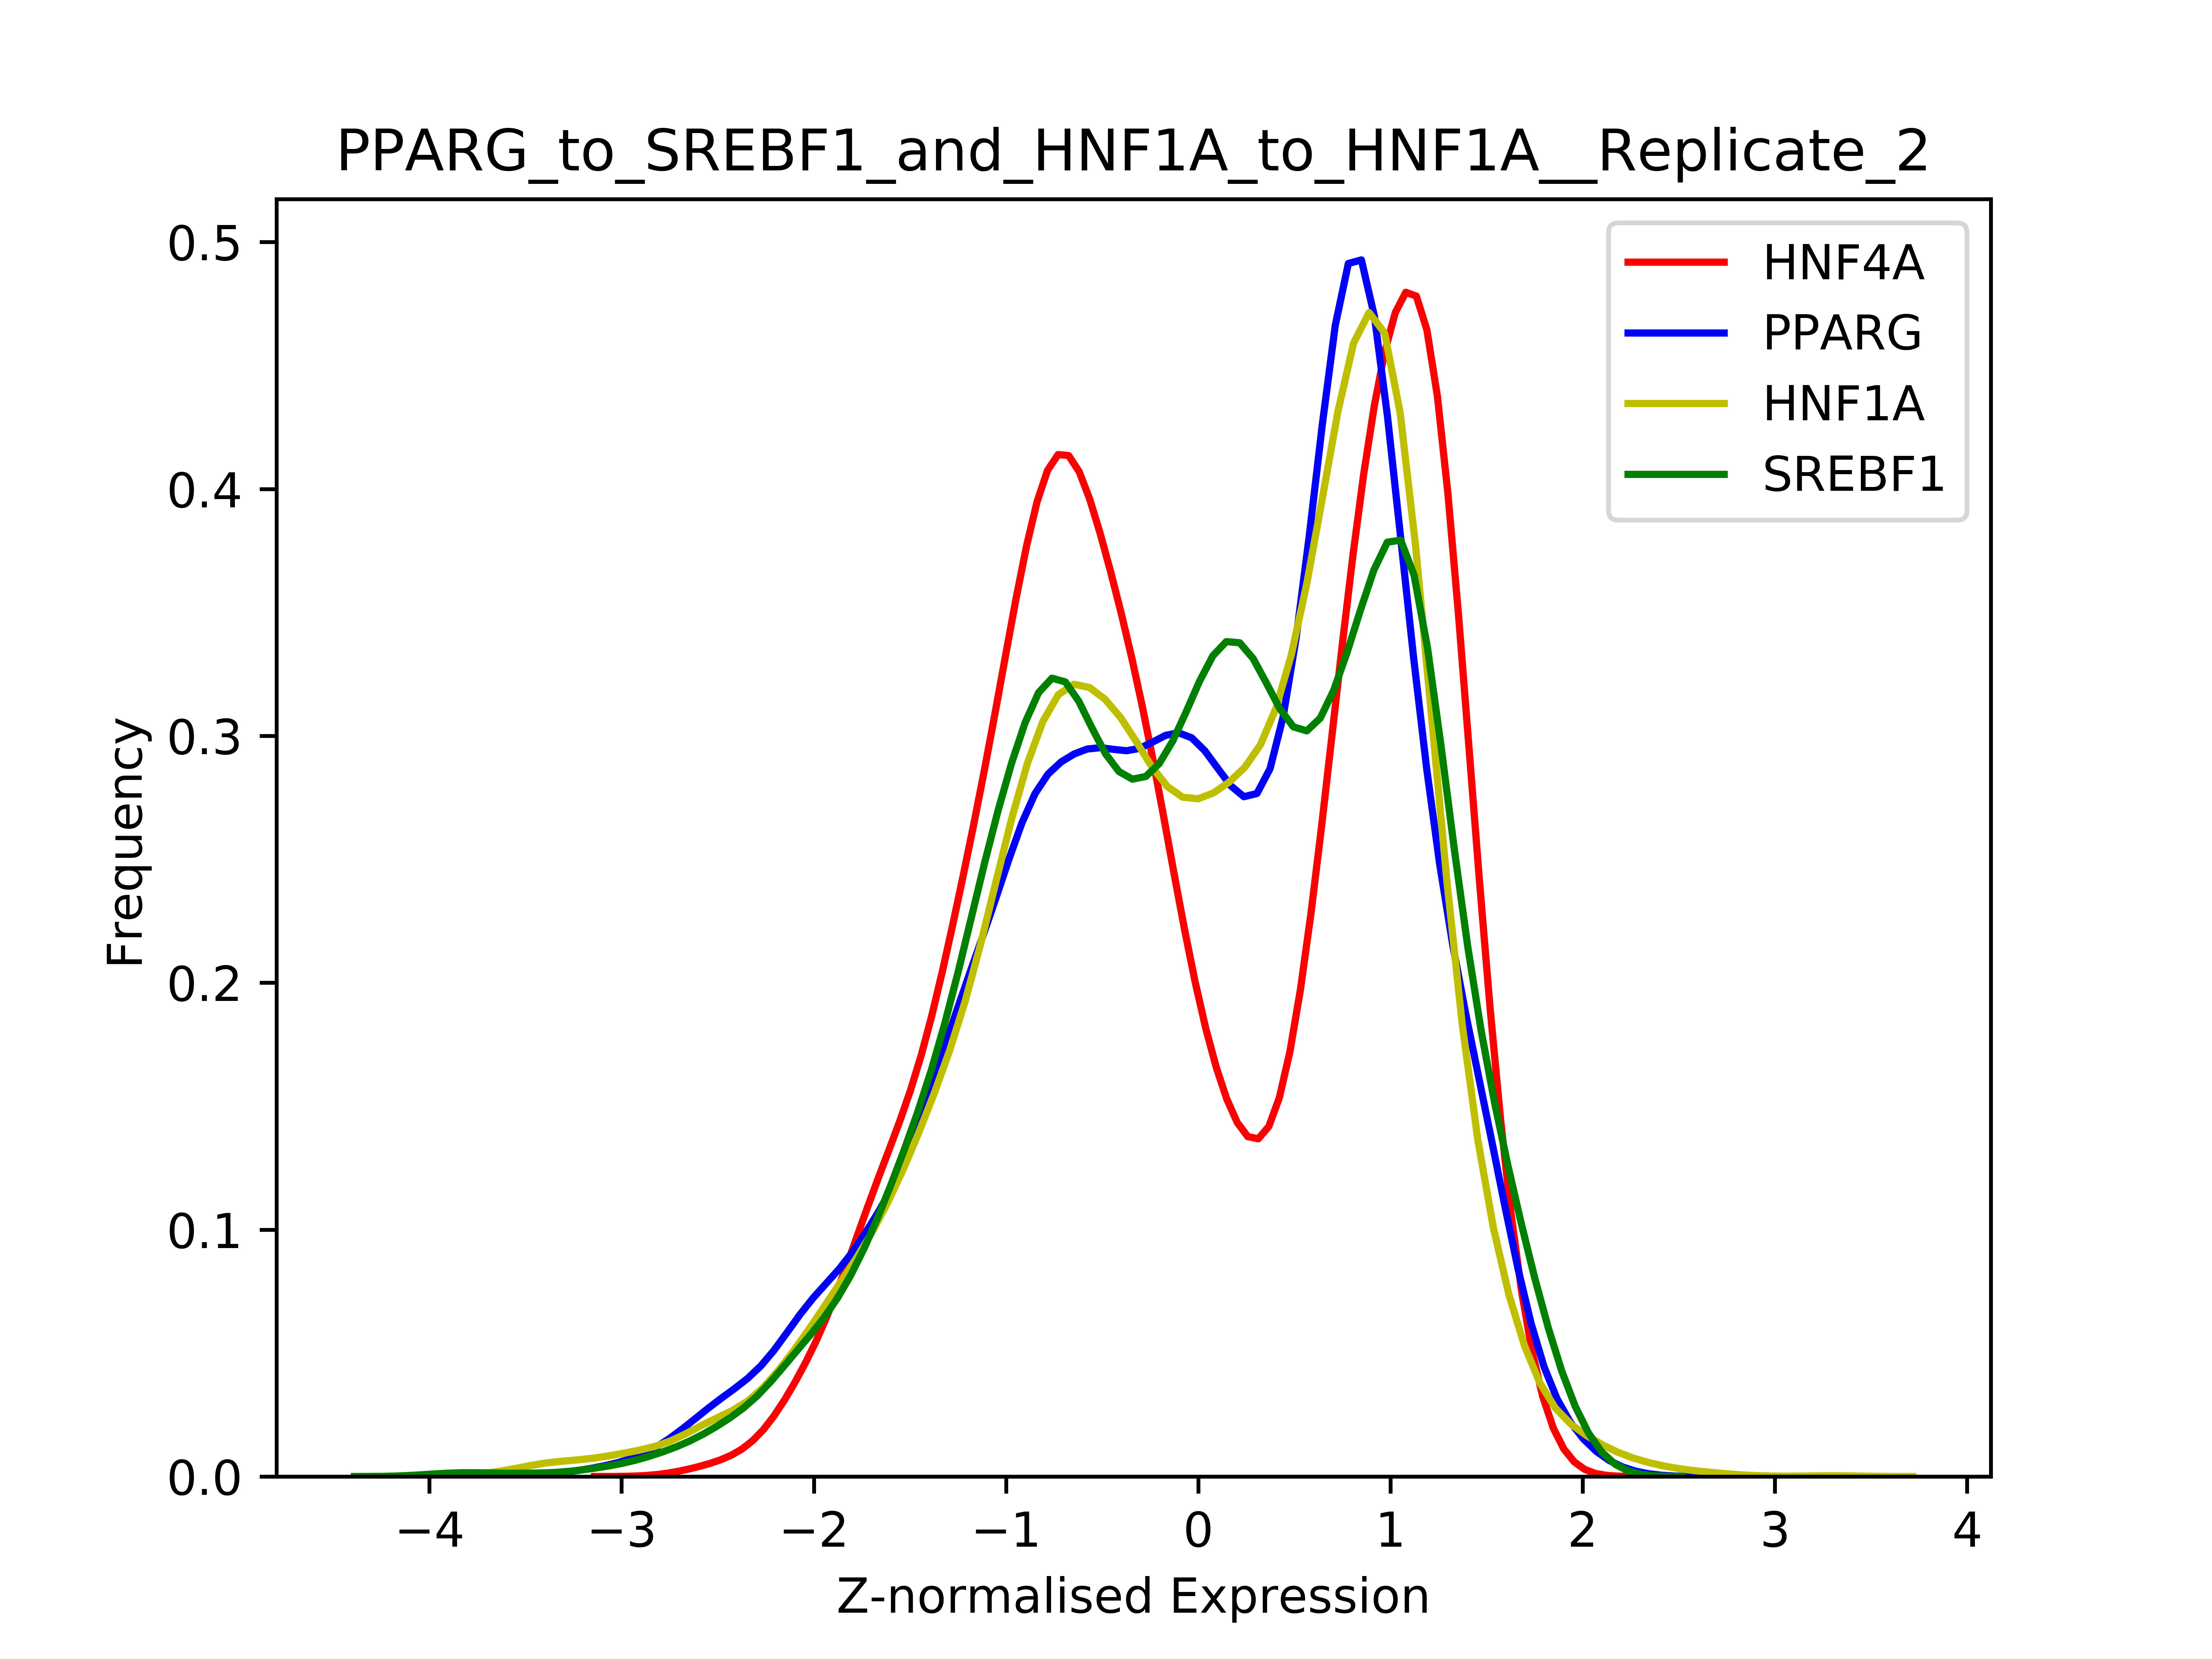 PPARG_to_SREBF1_and_HNF1A_to_HNF1A__Replicate_2
HNF4A
PPARG
HNF1A
SREBF1
Frequency
0.5
0.4
0.3
0.2
0.1
0.0
−4 −3 −2 −1 0 1 2 3 4
Z-normalised Expression